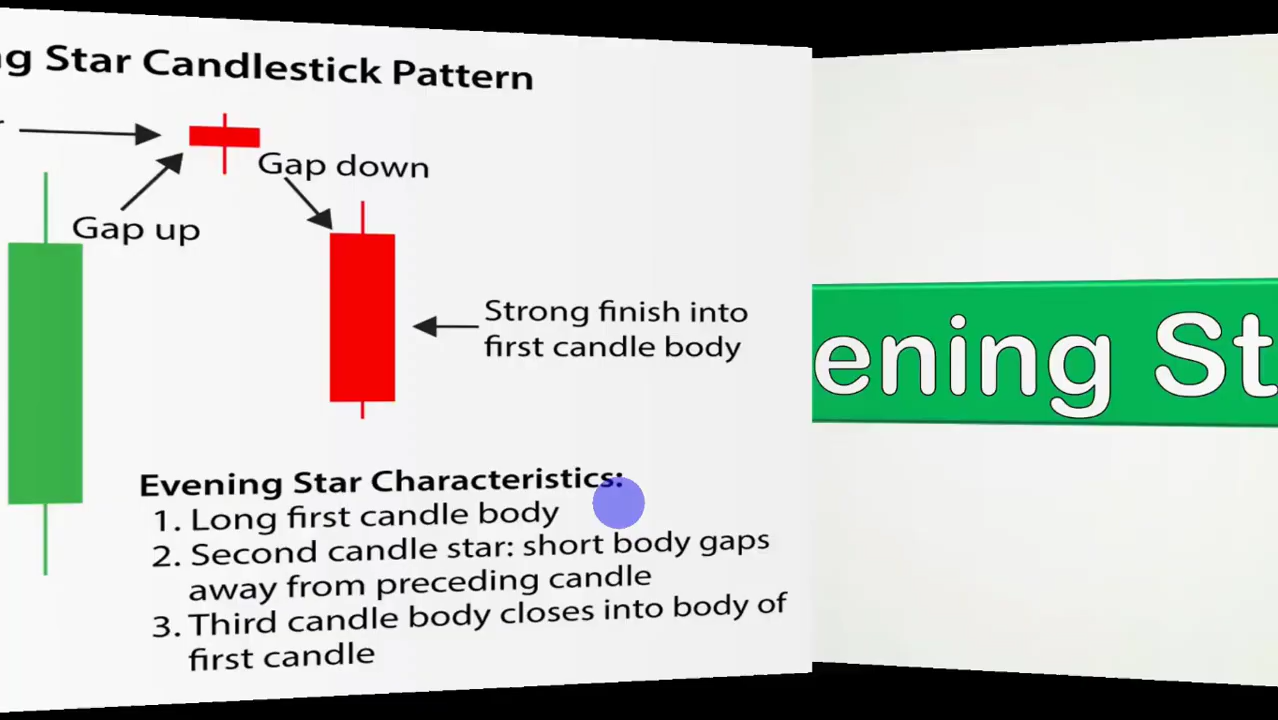 ng Star Candlestick Pattern
Gap down
Gap up
Strong finish into
first candle body
ening St
Evening Star Characteristics:
1. Long first candle body
2. Second candle star: short body gaps
away from preceding candle
3. Third candle body closes into body of
first candle